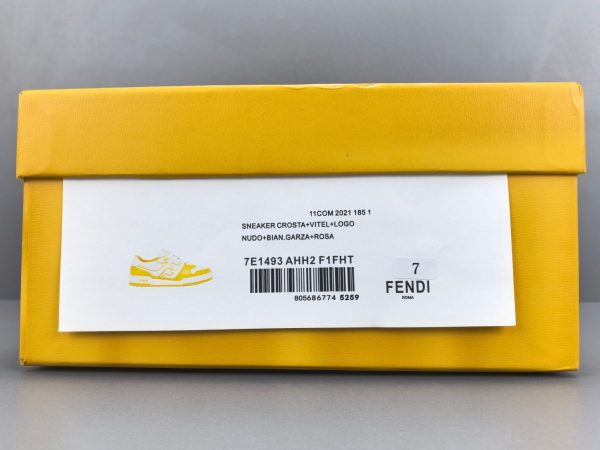 11COM 2021 185 1
SNEAKER CROSTA+VITEL+LOGO
NUDO+BIAN.GARZA+ROSA
7E1493 AHH2 F1FHT
805686774 5259
7
FENDI
ROMA